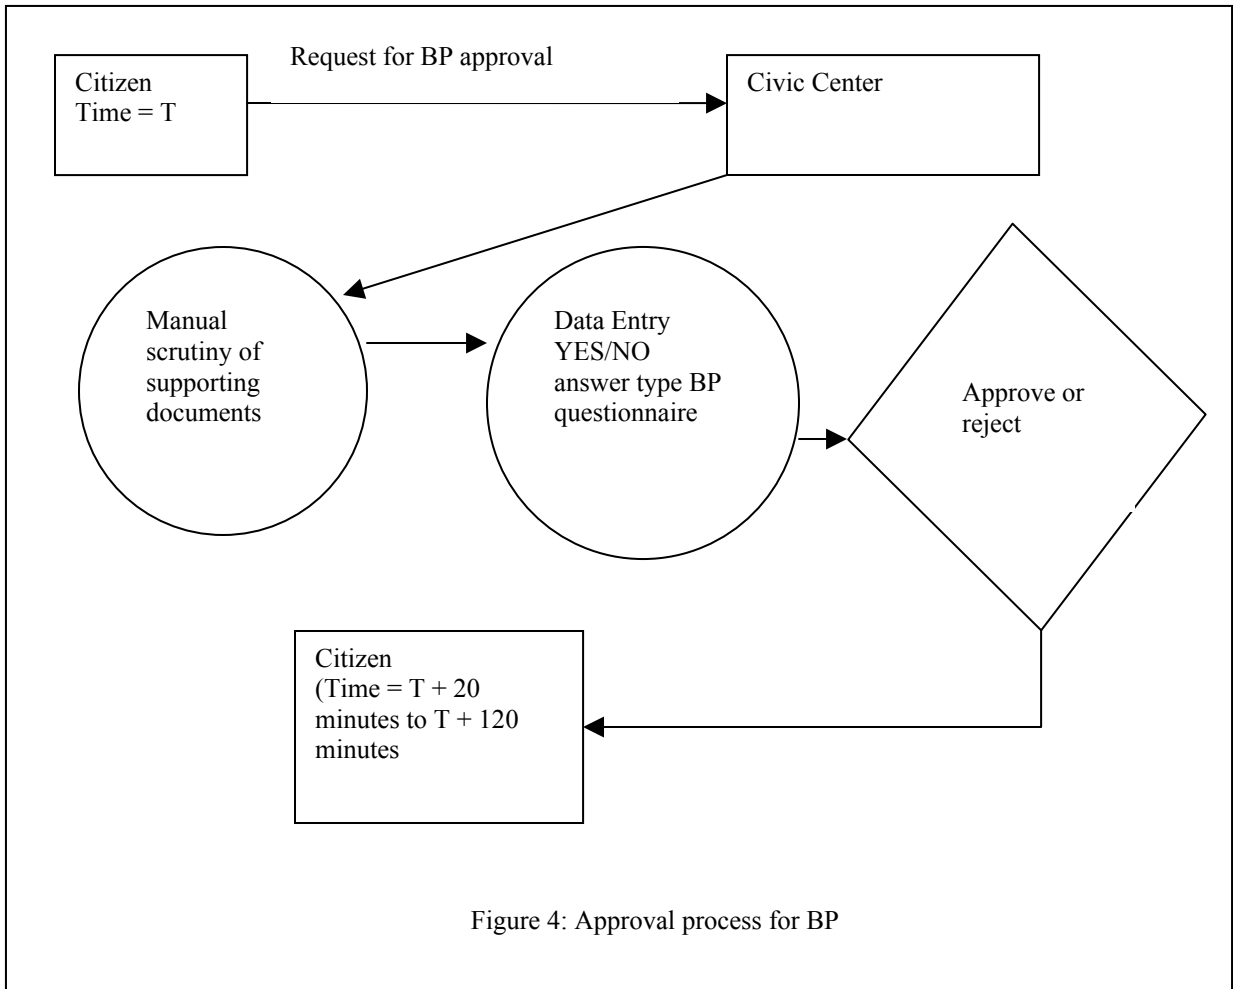 Request for BP approval
Citizen
Time = T
Civic Center
Manual
scrutiny of
supporting
documents
Data Entry
YES/NO
answer type BP
questionnaire
Approve or
reject
Citizen
(Time = T + 20
minutes to T + 120
minutes
Figure 4: Approval process for BP